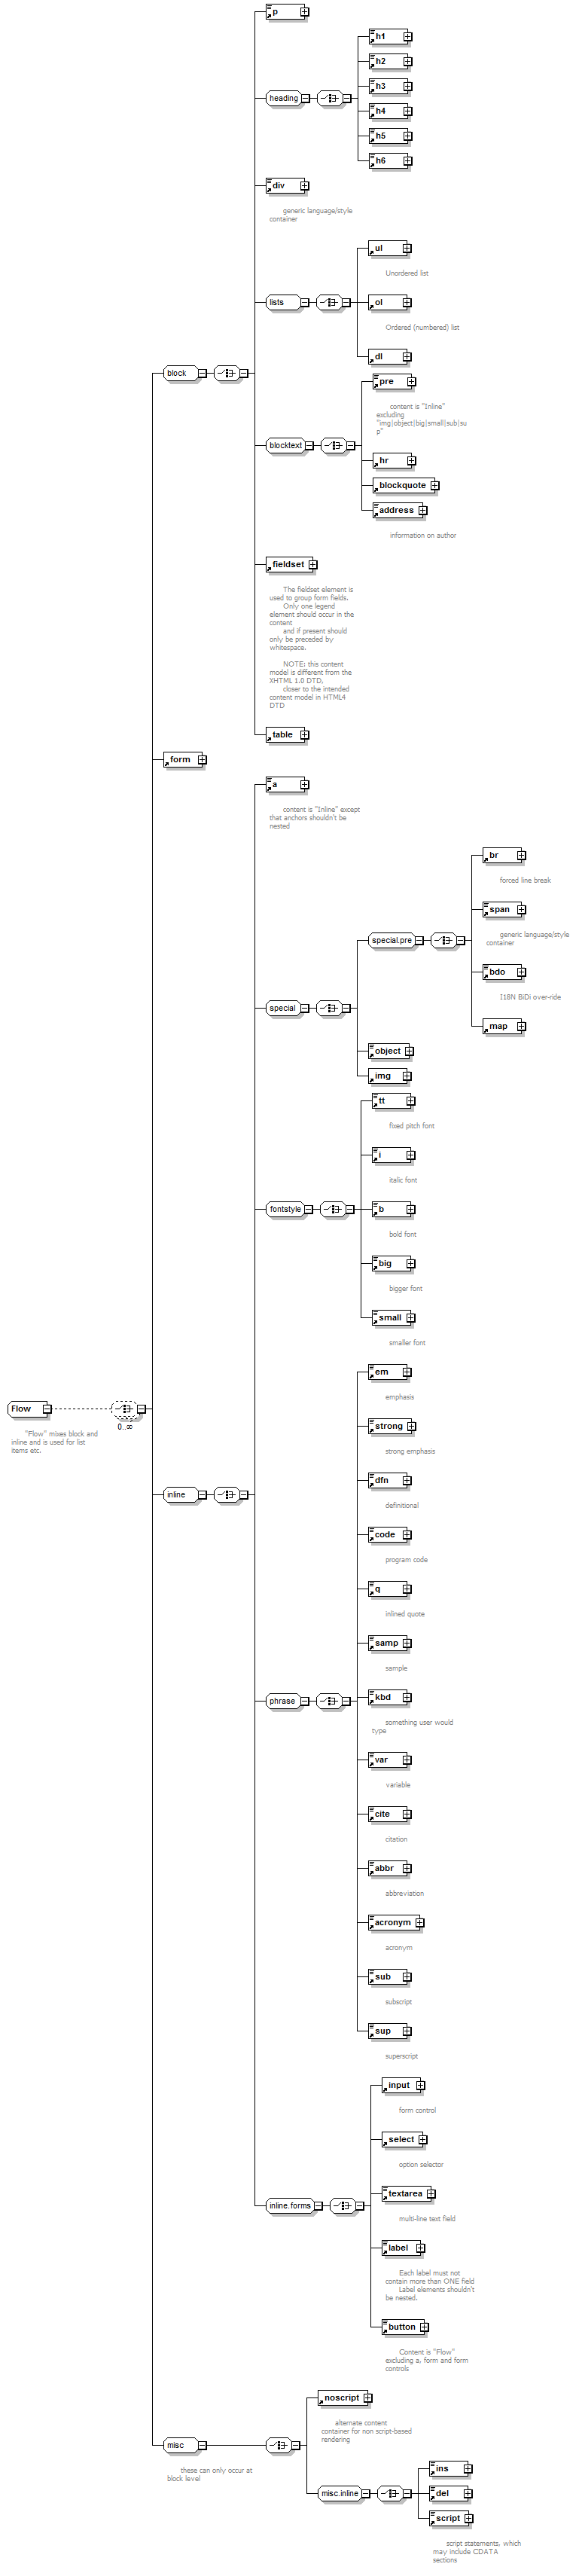 p
h1
h2
h3
h4
h5
h6
heading
div
generic language/style
container
ul
Unordered list
lists
ol
Ordered (numbered) list
dl
block
pre
content is "Inline"
excluding
"img|object|big|small|sub|su
p"
blocktext
hr
blockquote
address
information on author
fieldset
The fieldset element is
used to group form fields.
Only one legend
element should occur in the
content
and if present should
only be preceded by
whitespace.
NOTE: this content
model is different from the
XHTML 1.0 DTD,
closer to the intended
content model in HTML4
DTD
table
form
a
content is "Inline" except
that anchors shouldn't be
nested
br
forced line break
span
generic language/style
container
special.pre
bdo
I18N BiDi over-ride
map
special
object
img
tt
fixed pitch font
i
italic font
fontstyle
b
bold font
big
bigger font
small
smaller font
em
emphasis
Flow
0..∞
"Flow" mixes block and
inline and is used for list
items etc.
strong
strong emphasis
dfn
definitional
inline
code
program code
q
inlined quote
samp
sample
phrase
kbd
something user would
type
var
variable
cite
citation
abbr
abbreviation
acronym
acronym
sub
subscript
sup
superscript
input
form control
select
option selector
textarea
multi-line text field
inline.forms
label
Each label must not
contain more than ONE field
Label elements shouldn't
be nested.
button
Content is "Flow"
excluding a, form and form
controls
noscript
alternate content
container for non script-based
rendering
misc
these can only occur at
block level
ins
misc.inline
del
script
script statements, which
may include CDATA
sections